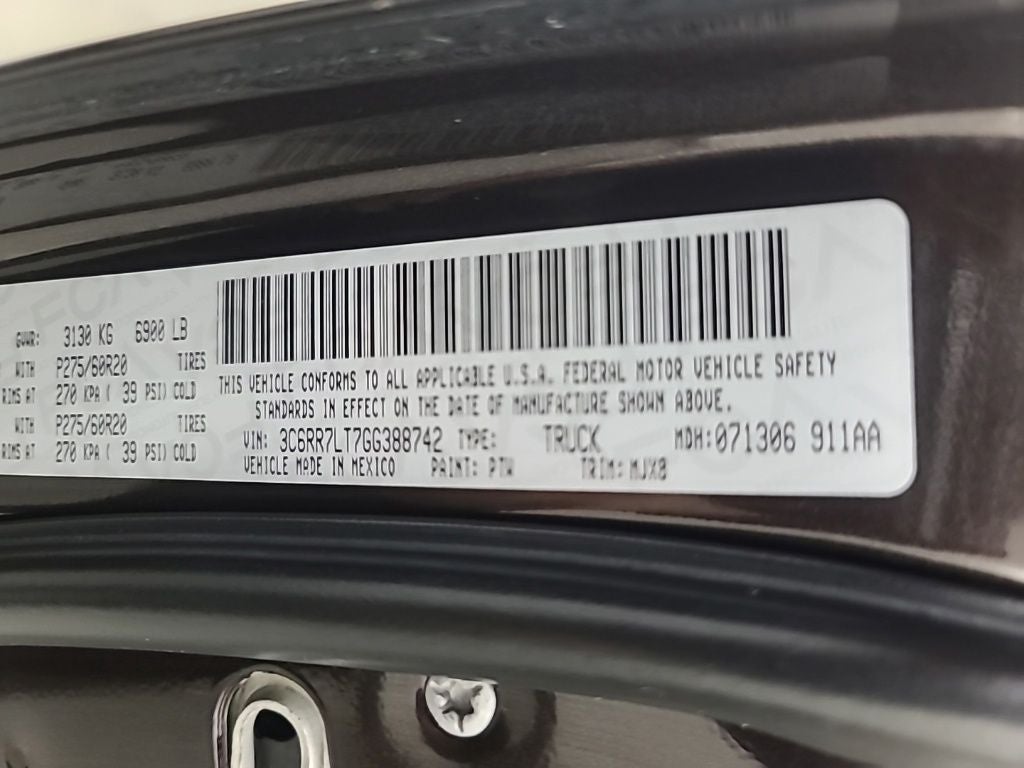 GVWR: 3130 KG 6900 LB
WITH P275/60R20 TIRES
RIMS AT 270 KPA ( 39 PSI) COLD
WITH P275/60R20 TIRES
RIMS AT 270 KPA ( 39 PSI) COLD
THIS VEHICLE CONFORMS TO ALL APPLICABLE U.S.A. FEDERAL MOTOR VEHICLE SAFETY
STANDARDS IN EFFECT ON THE DATE OF MANUFACTURE SHOWN ABOVE.
VIN: 3C6RR7LT7GG388742 TYPE: TRUCK MDH:071306 911AA
VEHICLE MADE IN MEXICO PAINT: PTW TRIM: MJX8